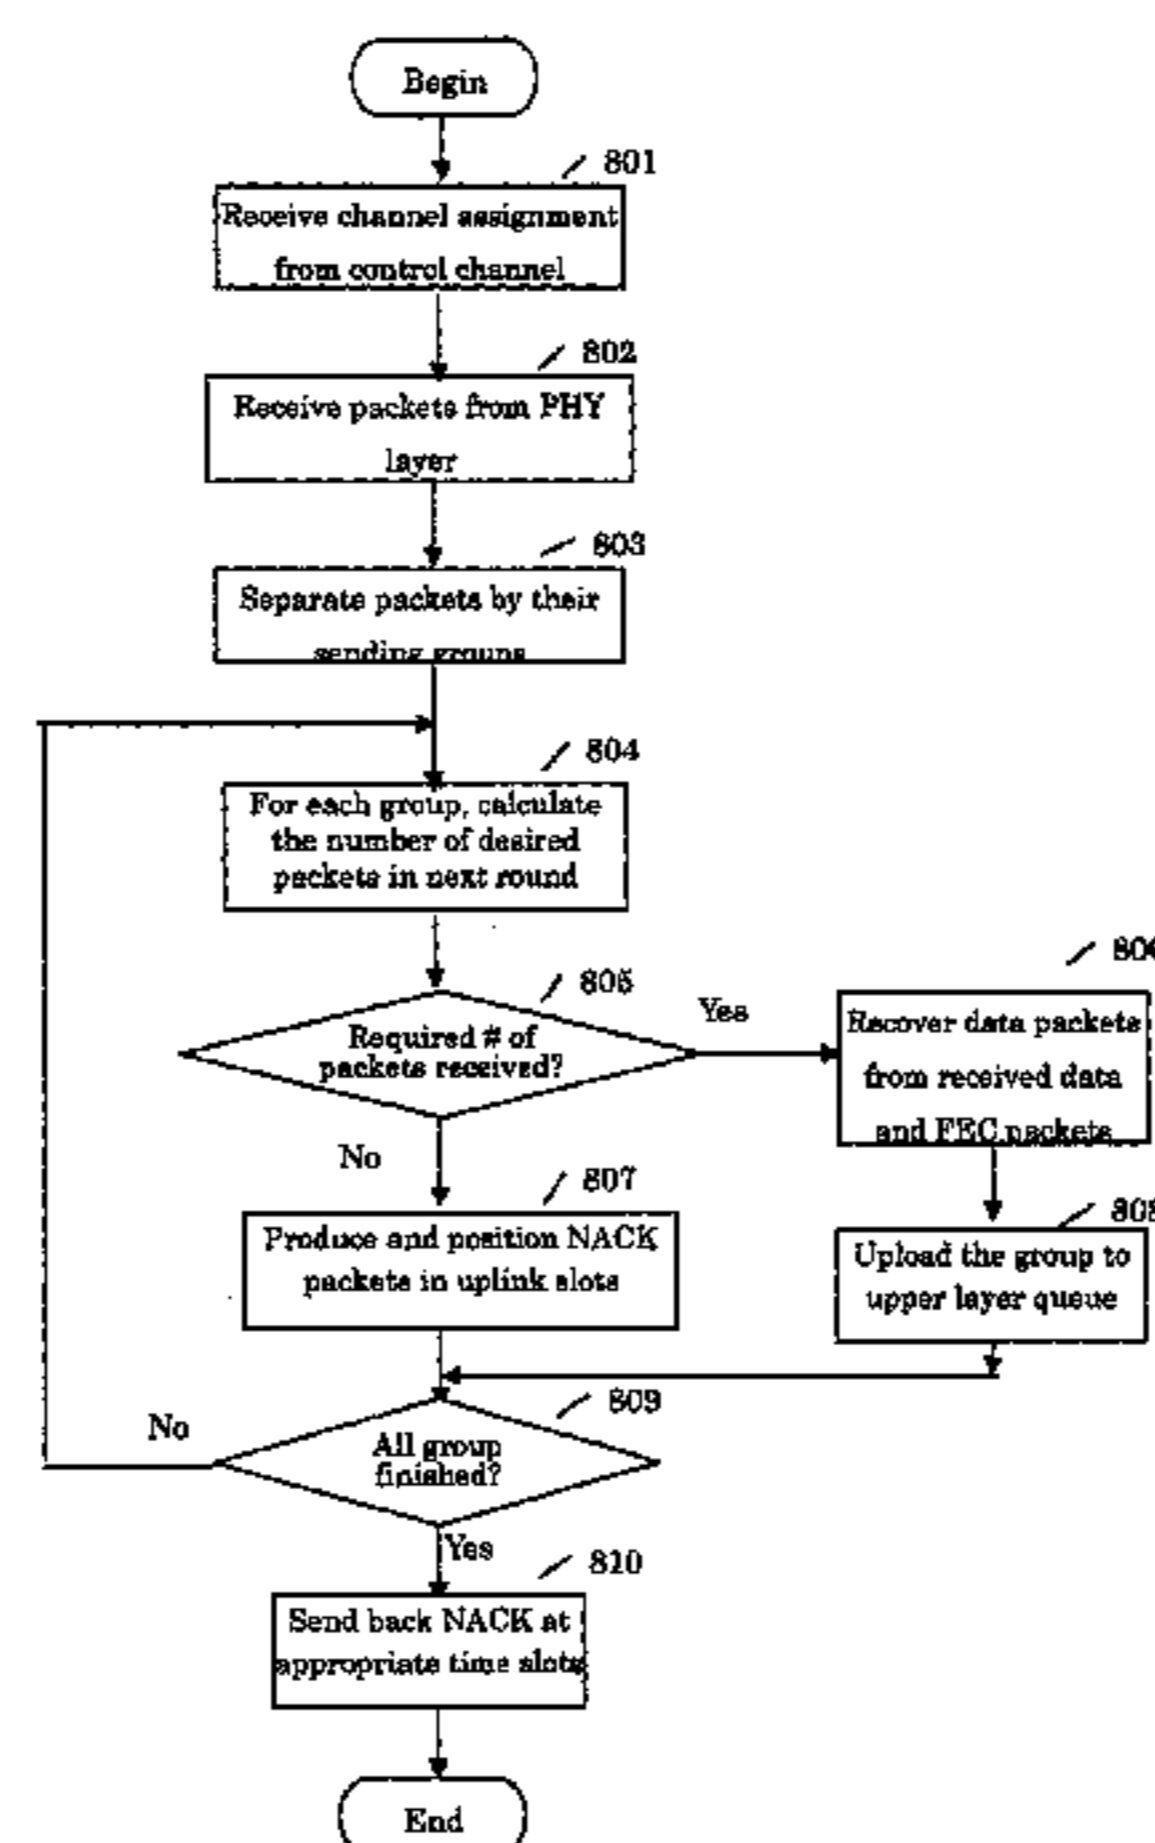 Begin
801
Receive channel assignment
from control channel
802
Receive packets from PHY
layer
803
Separate packets by their
sending groups
804
For each group, calculate
the number of desired
packets in next round
805
Required # of
packets received?
Yes
No
Recover data packets
from received data
and FEC packets
807
Produce and position NACK
packets in uplink slots
Upload the group to
upper layer queue
809
All group
finished?
No
Yes
810
Send back NACK at
appropriate time slots
End